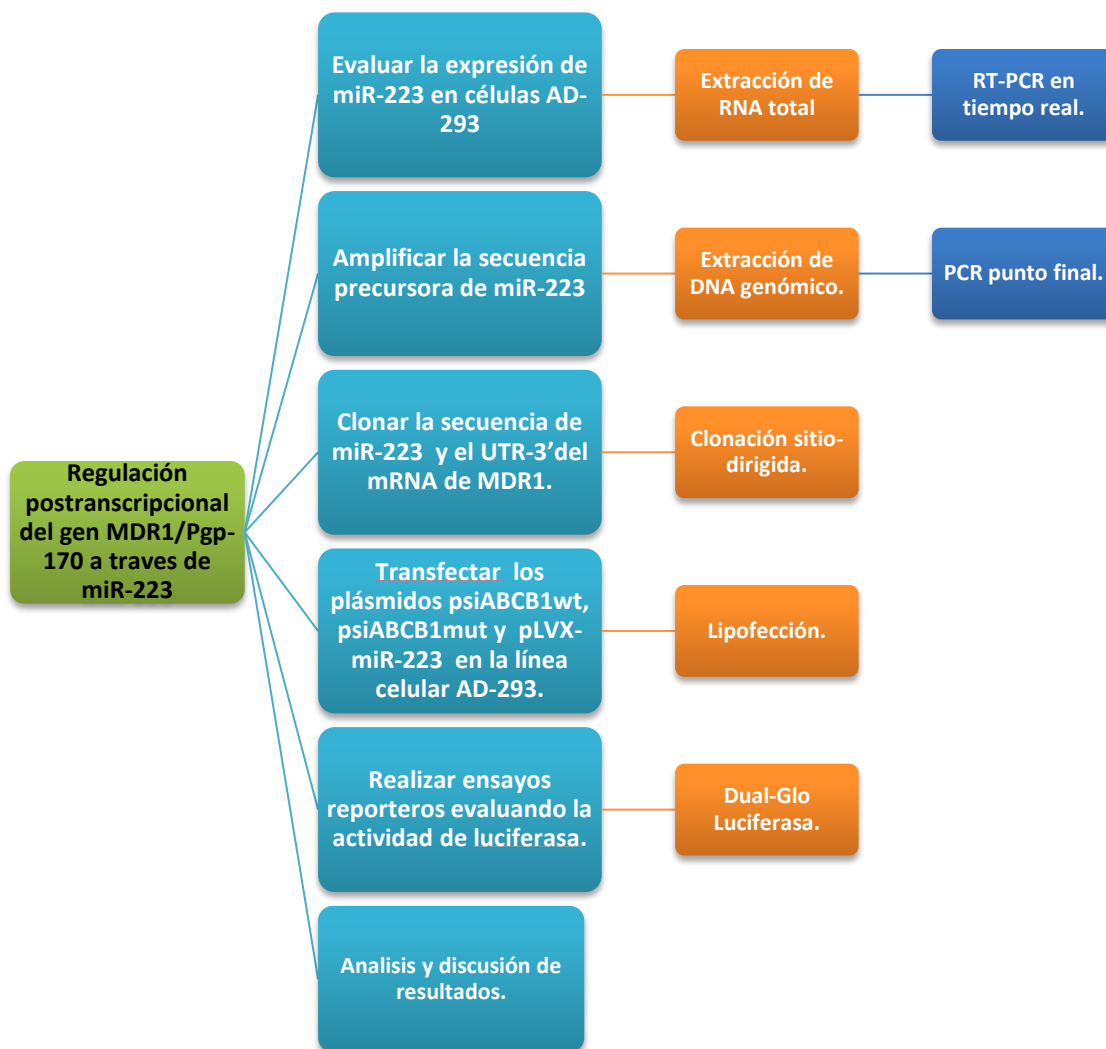 Evaluar la expresión de
miR-223 en células AD-
293
Extracción de
RNA total
RT-PCR en
tiempo real.
Amplificar la secuencia
precursora de miR-223
Extracción de
DNA genómico.
PCR punto final.
Clonar la secuencia de
miR-223 y el UTR-3’del
mRNA de MDR1.
Clonación sitio-
dirigida.
Regulación
postranscripcional
del gen MDR1/Pgp-
170 a traves de
miR-223
Transfectar los
plásmidos psiABCB1wt,
psiABCB1mut y pLVX-
miR-223 en la línea
celular AD-293.
Lipofección.
Realizar ensayos
reporteros evaluando la
actividad de luciferasa.
Dual-Glo
Luciferasa.
Analisis y discusión de
resultados.